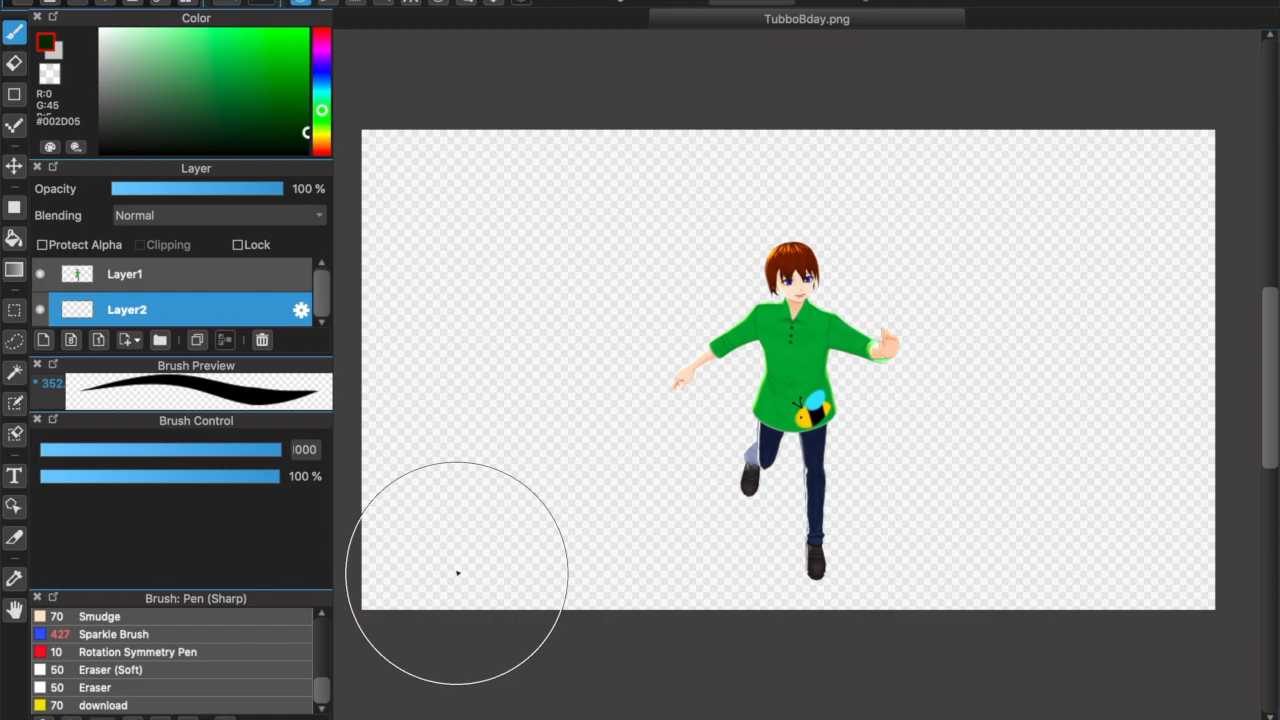 Color
TubboBday.png
R:0
G:45
#002D05
Layer
Opacity 100 %
Blending Normal
Protect Alpha Clipping Lock
Layer1
Layer2
Brush Preview
* 352.
Brush Control
000
100 %
Brush: Pen (Sharp)
70 Smudge
427 Sparkle Brush
10 Rotation Symmetry Pen
50 Eraser (Soft)
50 Eraser
70 download